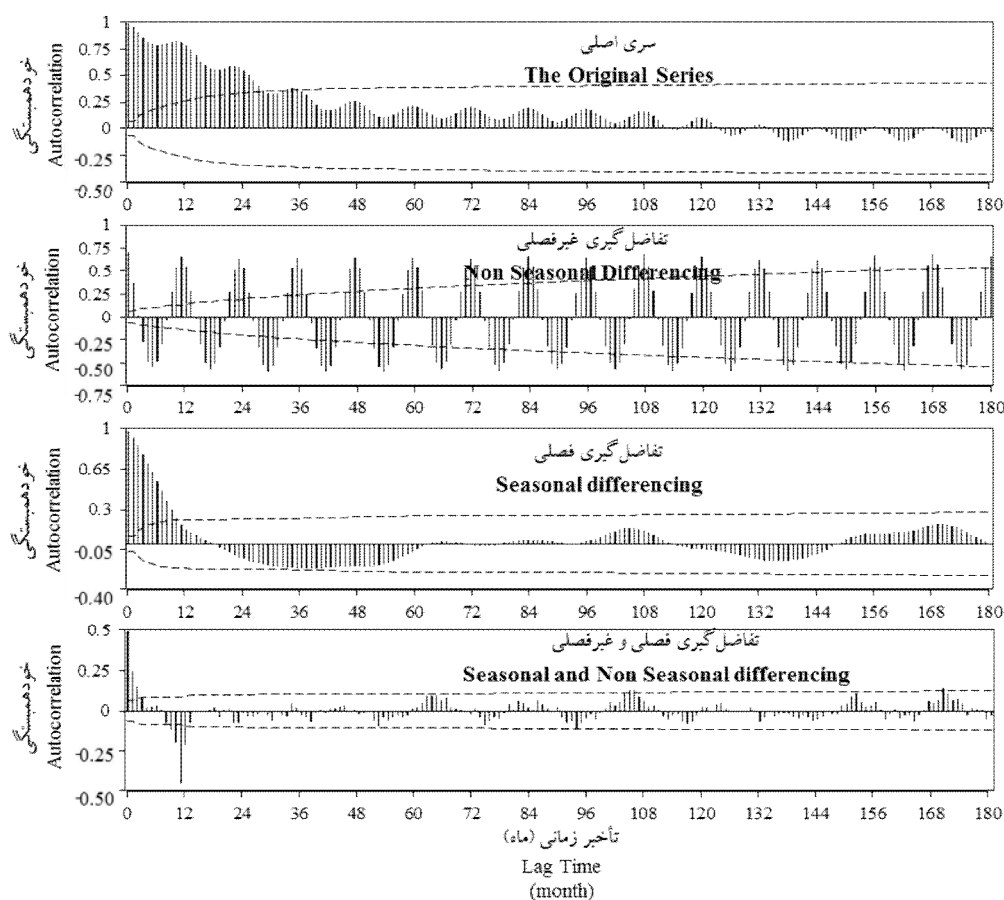 1
0.75
0.5
0.25
0
-0.25
-0.50
خودهمبستگی
Autocorrelation
سری اصلی
The Original Series
0 12 24 36 48 60 72 84 96 108 120 132 144 156 168 180
1
0.75
0.5
0.25
0
-0.25
-0.50
-0.75
خودهمبستگی
Autocorrelation
تفاضل‌گیری غیرفصلی
Non Seasonal Differencing
0 12 24 36 48 60 72 84 96 108 120 132 144 156 168 180
1
0.65
0.3
-0.05
-0.40
خودهمبستگی
Autocorrelation
تفاضل‌گیری فصلی
Seasonal differencing
0 12 24 36 48 60 72 84 96 108 120 132 144 156 168 180
0.5
0.25
0
-0.25
-0.50
خودهمبستگی
Autocorrelation
تفاضل‌گیری فصلی و غیرفصلی
Seasonal and Non Seasonal differencing
0 12 24 36 48 60 72 84 96 108 120 132 144 156 168 180
تأخیر زمانی (ماه)
Lag Time
(month)